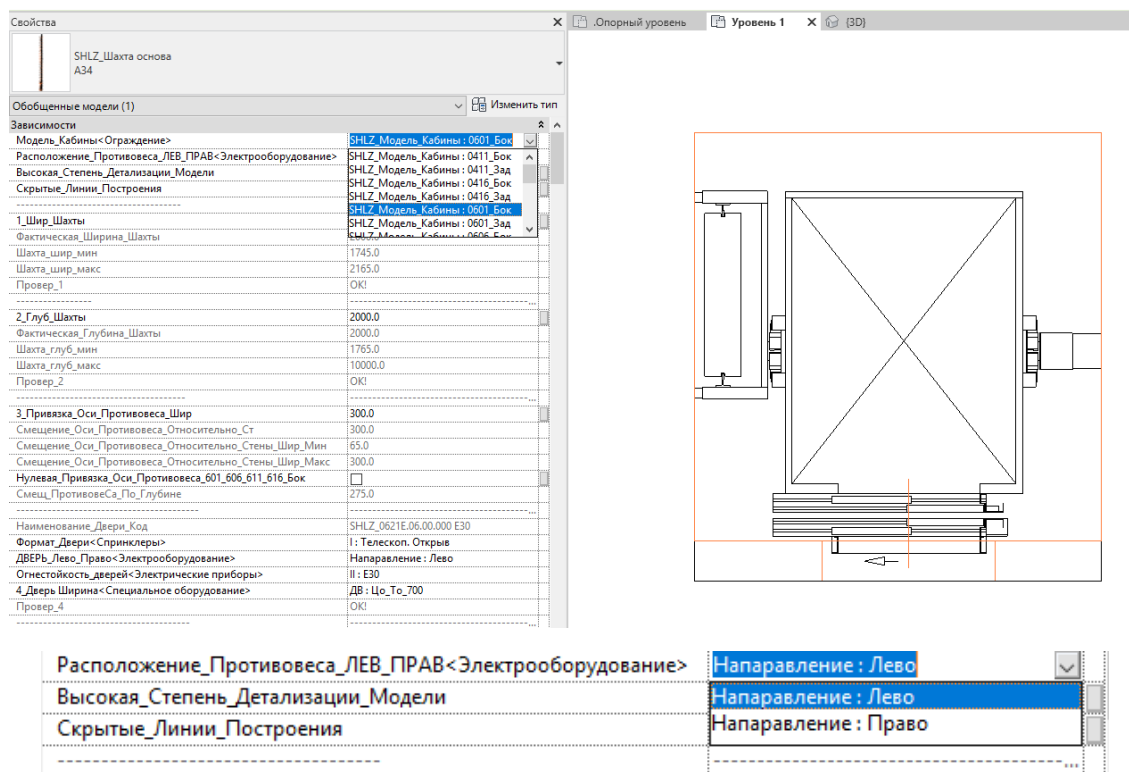 Свойства
.Опорный уровень
Уровень 1
{3D}
SHLZ_Шахта основа
A34
Обобщенные модели (1)
Изменить тип
Зависимости
Модель_Кабины<Ограждение> SHLZ_Модель_Кабины : 0601_Бок
Расположение_Противовеса_ЛЕВ_ПРАВ<Электрооборудование> SHLZ_Модель_Кабины : 0411_Бок
SHLZ_Модель_Кабины : 0411_Зад
Высокая_Степень_Детализации_Модели SHLZ_Модель_Кабины : 0416_Бок
Скрытые_Линии_Построения SHLZ_Модель_Кабины : 0416_Зад
---------------------------------- SHLZ_Модель_Кабины : 0601_Бок
1_Шир_Шахты SHLZ_Модель_Кабины : 0601_Зад
SHLZ_Модель_Кабины : 0606_Бок
Фактическая_Ширина_Шахты 2000.0
Шахта_шир_мин 1745.0
Шахта_шир_макс 2165.0
Провер_1 OK!
----------------- -------------------------------------...
2_Глуб_Шахты 2000.0
Фактическая_Глубина_Шахты 2000.0
Шахта_глуб_мин 1765.0
Шахта_глуб_макс 10000.0
Провер_2 OK!
----------------------------------------- -------------------------------------...
3_Привязка_Оси_Противовеса_Шир 300.0
Смещение_Оси_Противовеса_Относительно_Ст 300.0
Смещение_Оси_Противовеса_Относительно_Стены_Шир_Мин 65.0
Смещение_Оси_Противовеса_Относительно_Стены_Шир_Макс 300.0
Нулевая_Привязка_Оси_Противовеса_601_606_611_616_Бок
Смещ_ПротивовеСа_По_Глубине 275.0
-------------------------------------- -------------------------------------...
Наименование_Двери_Код SHLZ_0621E.06.00.000 E30
Формат_Двери<Спринклеры> I : Телескоп. Открыв
ДВЕРЬ_Лево_Право<Электрооборудование> Напаравление : Лево
Огнестойкость_дверей<Электрические приборы> II : E30
4_Дверь Ширина<Специальное оборудование> ДВ : Цо_То_700
Провер_4 OK!
------------------------------------ -------------------------------------...
Расположение_Противовеса_ЛЕВ_ПРАВ<Электрооборудование> Напаравление : Лево
Высокая_Степень_Детализации_Модели Напаравление : Лево
Скрытые_Линии_Построения Напаравление : Право
---------------------------------- -------------------------------------...